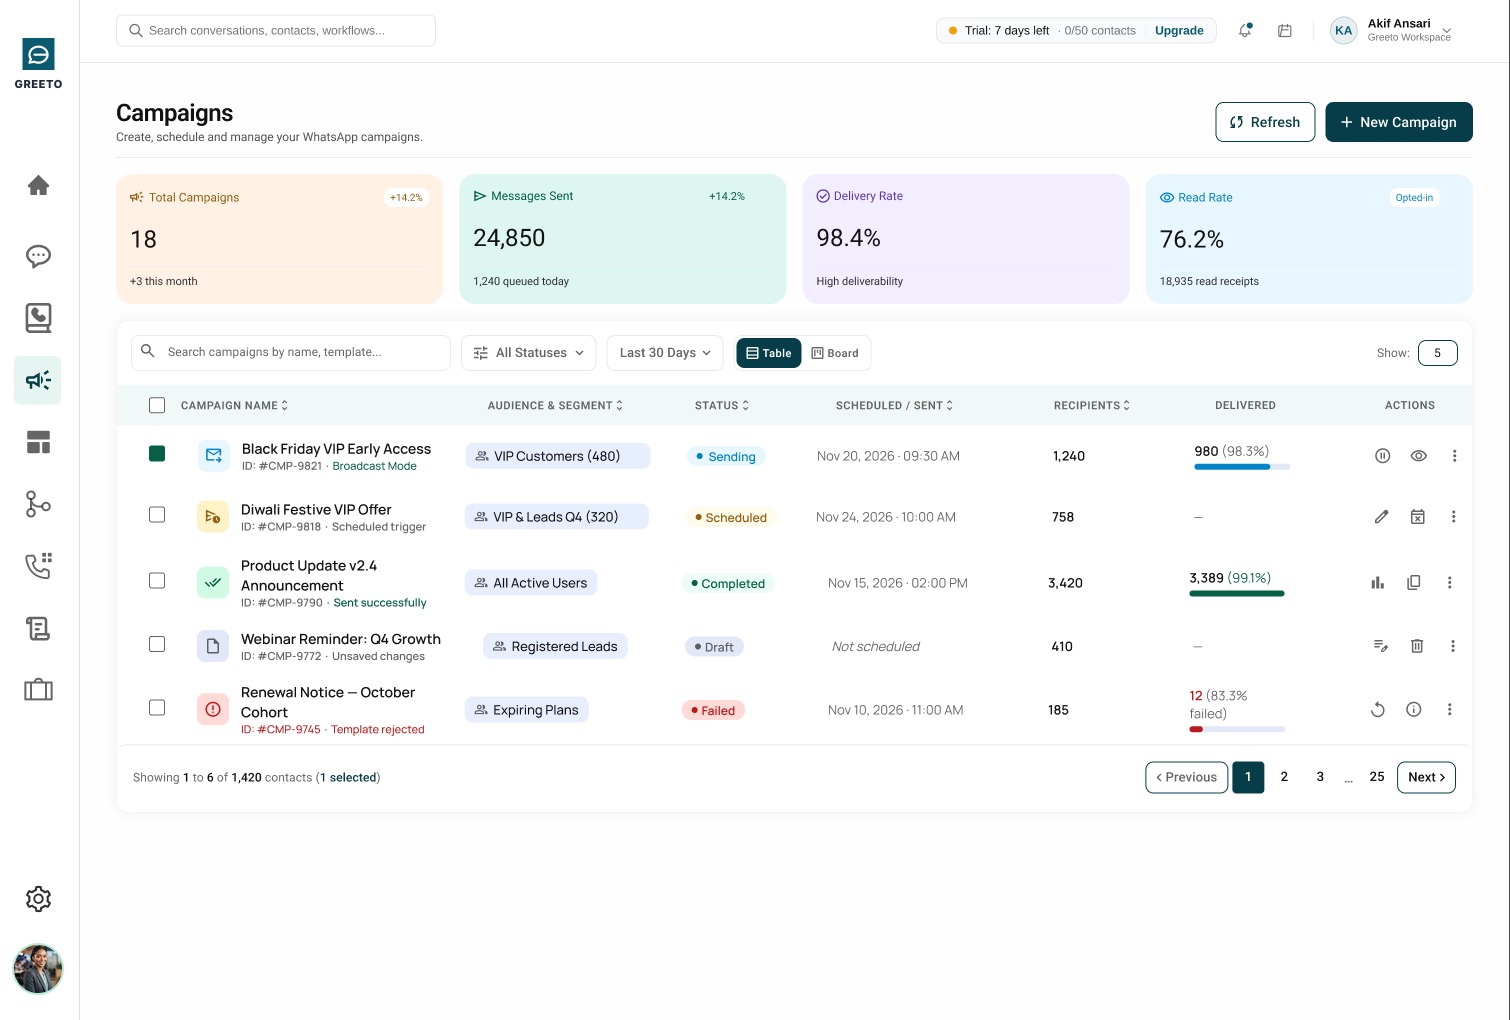 GREETO
Search conversations, contacts, workflows...
Trial: 7 days left · 0/50 contacts Upgrade
KA
Akif Ansari
Greeto Workspace
Campaigns
Create, schedule and manage your WhatsApp campaigns.
Refresh
+ New Campaign
Total Campaigns +14.2%
18
+3 this month
Messages Sent +14.2%
24,850
1,240 queued today
Delivery Rate
98.4%
High deliverability
Read Rate Opted-in
76.2%
18,935 read receipts
Search campaigns by name, template...
All Statuses
Last 30 Days
Table
Board
Show: 5
CAMPAIGN NAME AUDIENCE & SEGMENT STATUS SCHEDULED / SENT RECIPIENTS DELIVERED ACTIONS
Black Friday VIP Early Access
ID: #CMP-9821 · Broadcast Mode
VIP Customers (480)
Sending
Nov 20, 2026 · 09:30 AM
1,240
980 (98.3%)
Diwali Festive VIP Offer
ID: #CMP-9818 · Scheduled trigger
VIP & Leads Q4 (320)
Scheduled
Nov 24, 2026 · 10:00 AM
758
—
Product Update v2.4
Announcement
ID: #CMP-9790 · Sent successfully
All Active Users
Completed
Nov 15, 2026 · 02:00 PM
3,420
3,389 (99.1%)
Webinar Reminder: Q4 Growth
ID: #CMP-9772 · Unsaved changes
Registered Leads
Draft
Not scheduled
410
—
Renewal Notice — October
Cohort
ID: #CMP-9745 · Template rejected
Expiring Plans
Failed
Nov 10, 2026 · 11:00 AM
185
12 (83.3%
failed)
Showing 1 to 6 of 1,420 contacts (1 selected)
‹ Previous 1 2 3 ... 25 Next ›